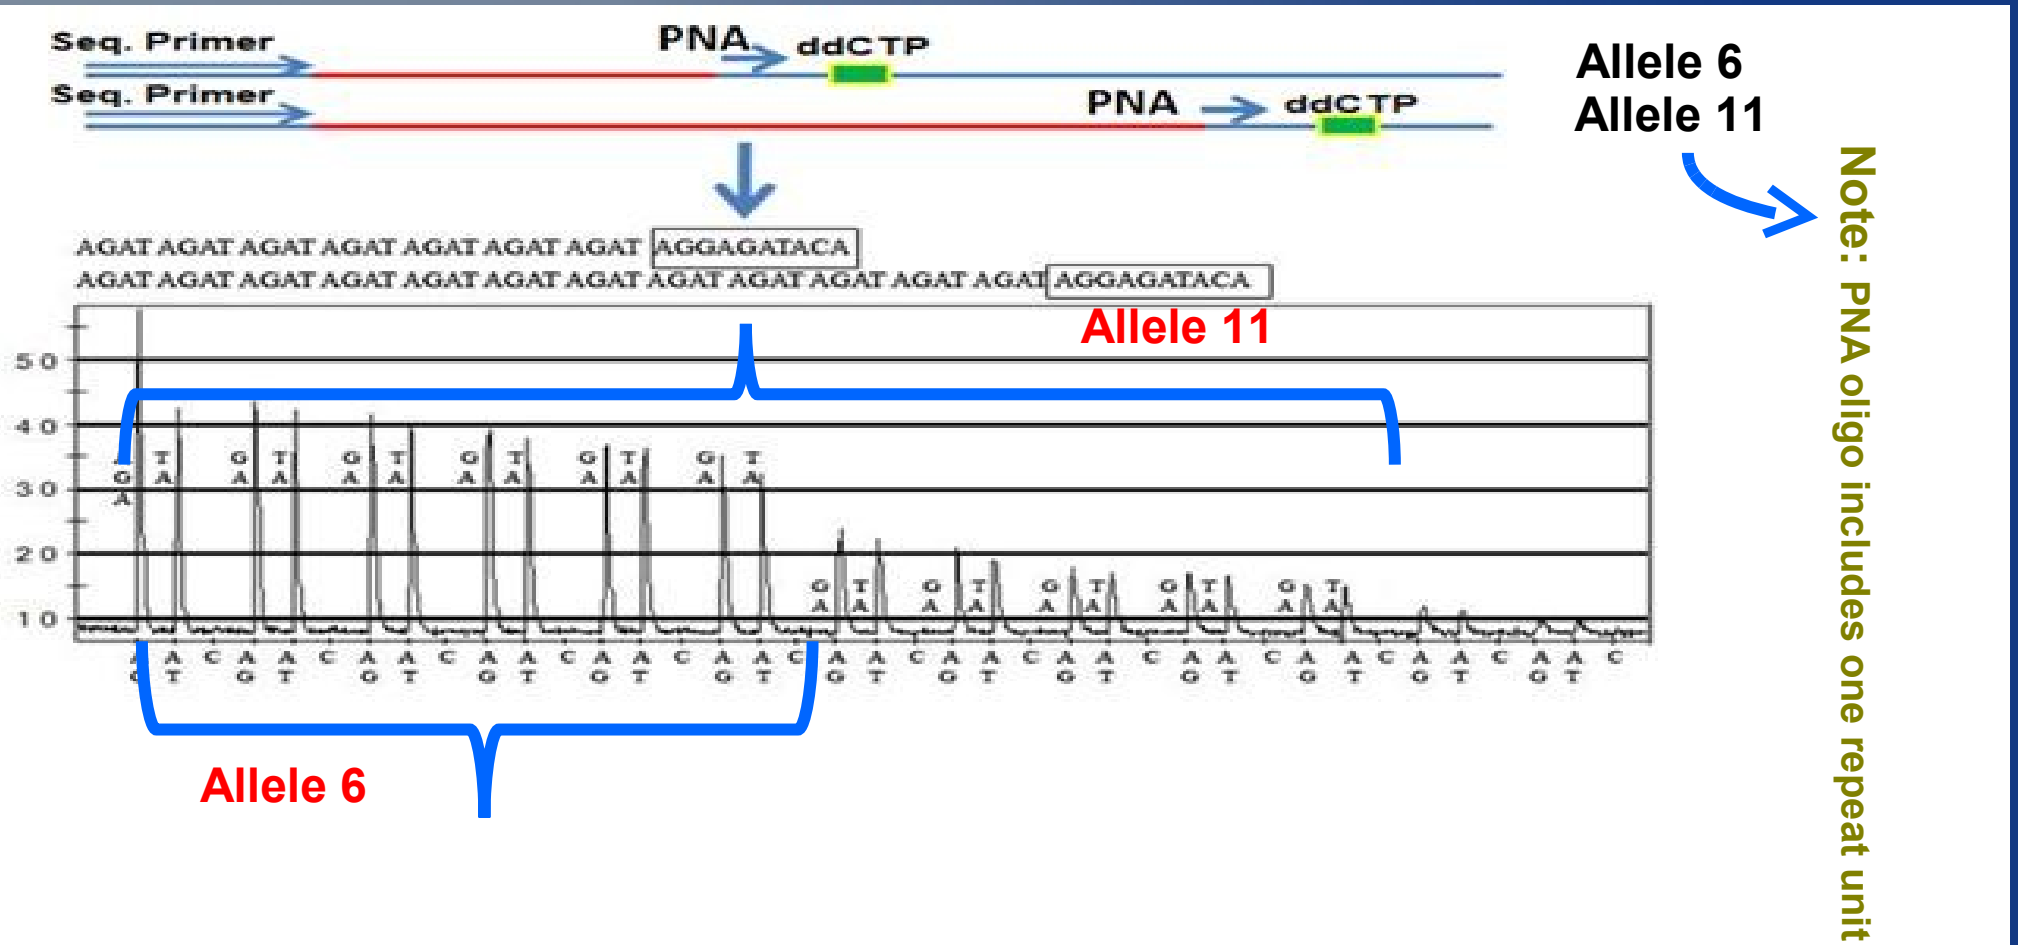 Seq. Primer
PNA
ddCTP
Seq. Primer
PNA
ddCTP
Allele 6
Allele 11
Note: PNA oligo includes one repeat unit
AGAT AGAT AGAT AGAT AGAT AGAT AGAT AGGAGATACA
AGAT AGAT AGAT AGAT AGAT AGAT AGAT AGAT AGAT AGAT AGAT AGAT AGGAGATACA
Allele 11
50
40
30
20
10
G T G T G T G T G T G T
A A A A A A A A A A A A
G T G T G T G T G T
A A A A A A A A A A
A A C A A C A A C A A C A A C A A C A A C A A C A A C A A C A A C A A C A A C
G T G T G T G T G T G T G T G T G T G T G T G T G T
Allele 6